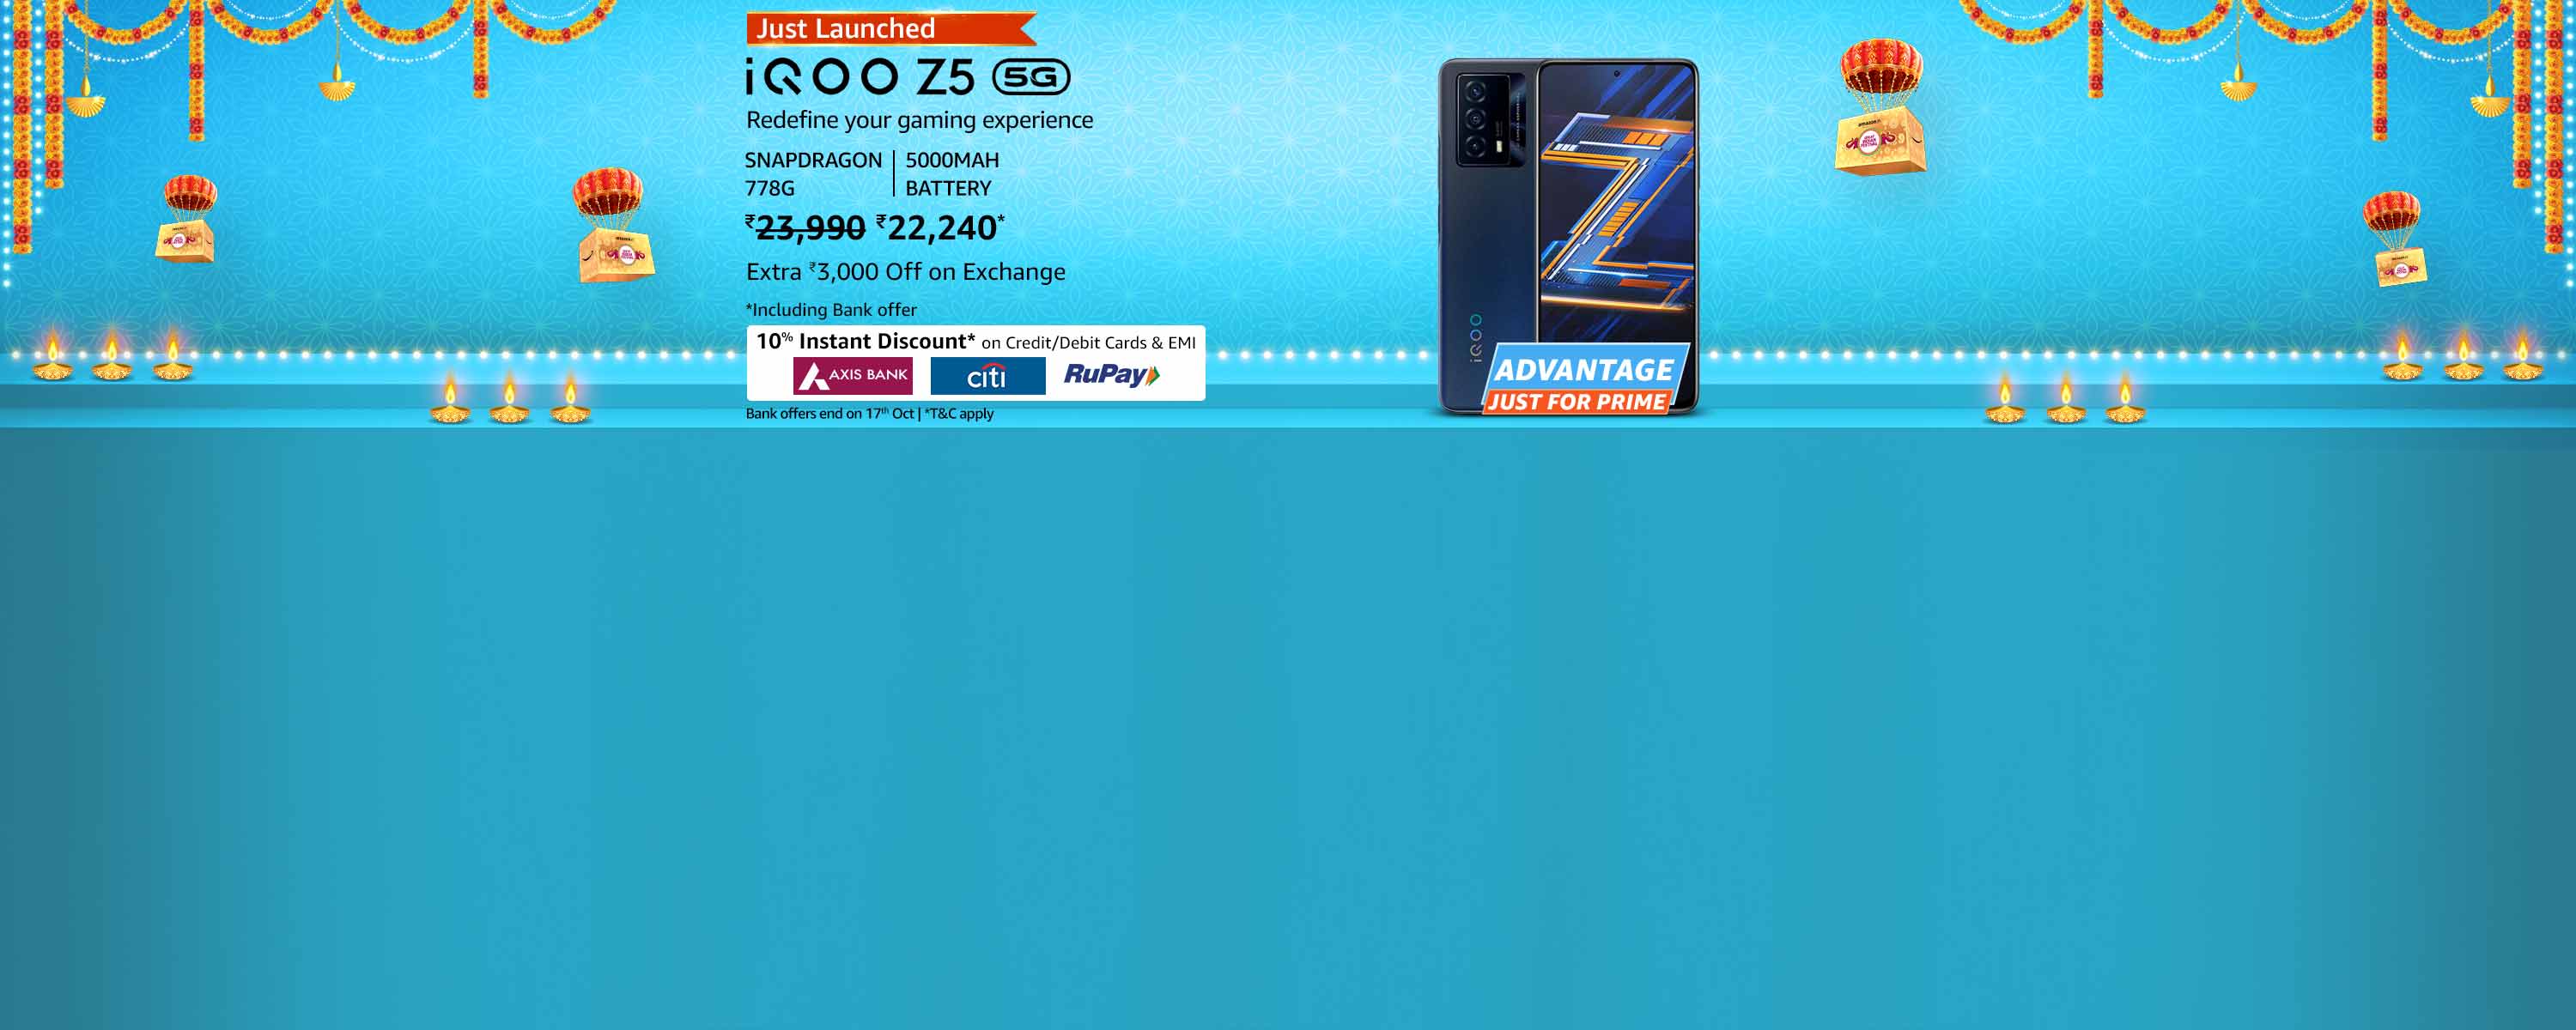 Just Launched
iQOO Z5 5G
Redefine your gaming experience
SNAPDRAGON 778G
5000MAH BATTERY
₹23,990 ₹22,240*
Extra ₹3,000 Off on Exchange
*Including Bank offer
10% Instant Discount* on Credit/Debit Cards & EMI
AXIS BANK citi RuPay
Bank offers end on 17th Oct | *T&C apply
iQOO
ADVANTAGE
JUST FOR PRIME